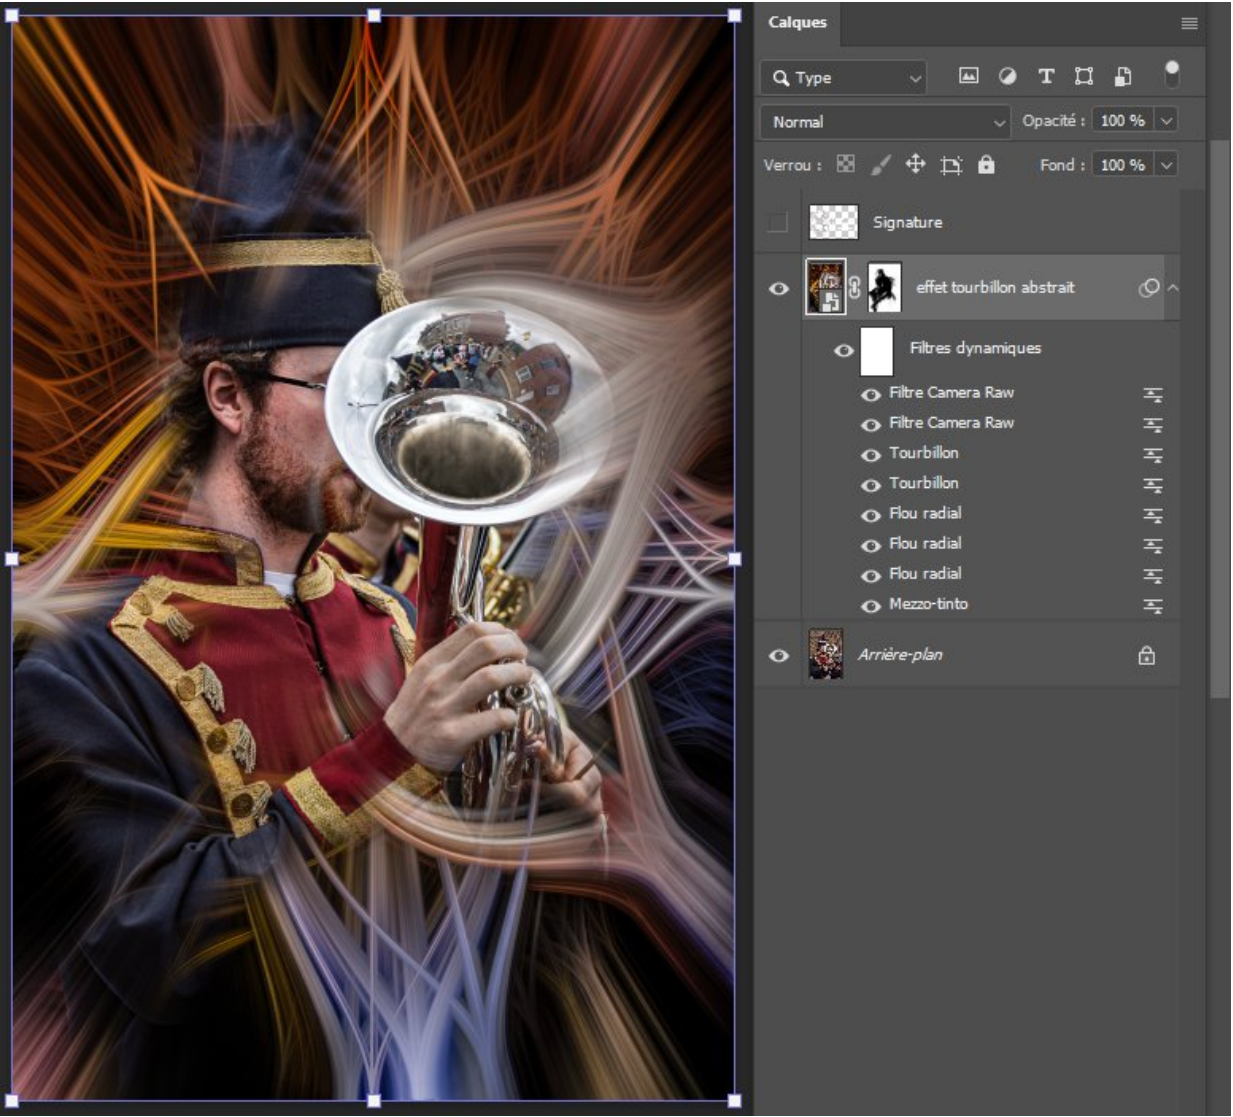 Calques
Type
Normal Opacité : 100 %
Verrou : Fond : 100 %
Signature
effet tourbillon abstrait
Filtres dynamiques
Filtre Camera Raw
Filtre Camera Raw
Tourbillon
Tourbillon
Flou radial
Flou radial
Flou radial
Mezzo-tinto
Arrière-plan